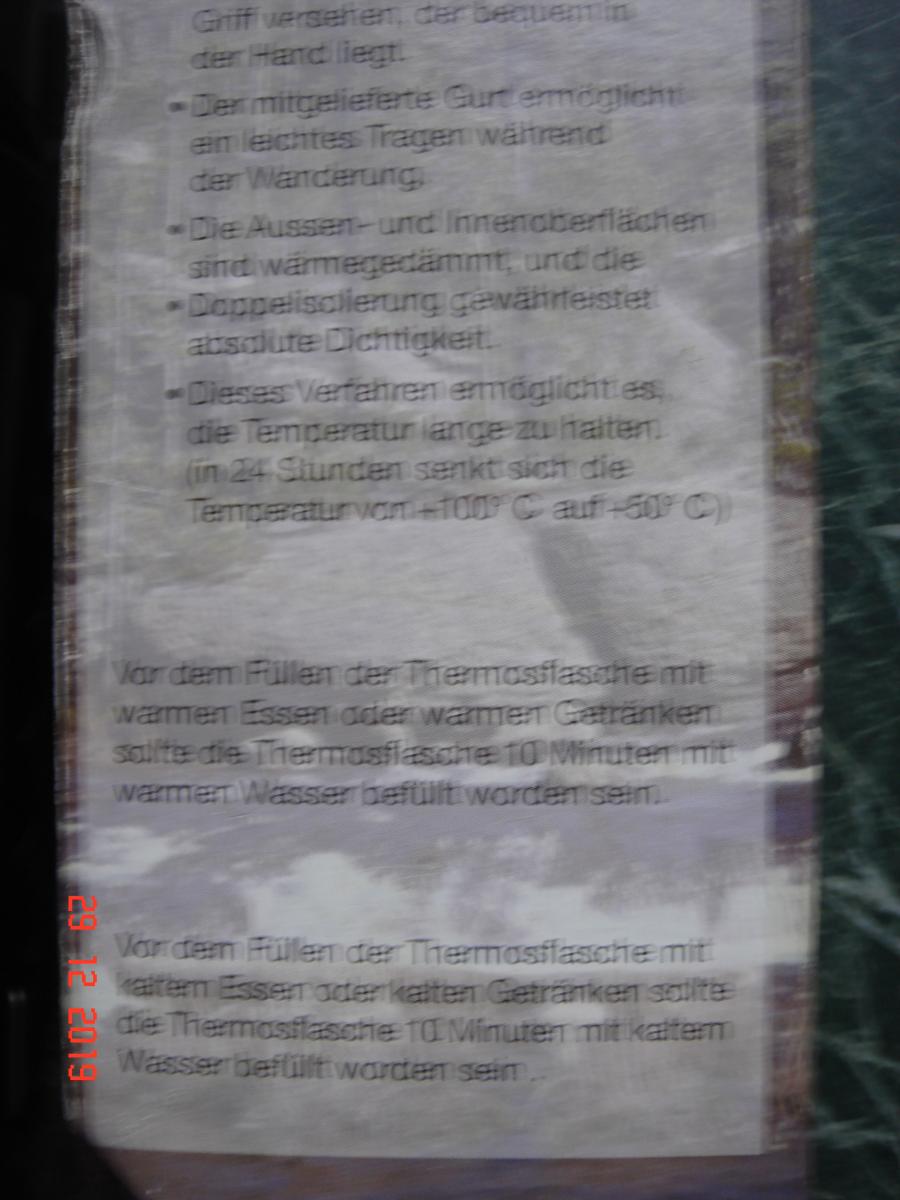 Griff versehen, der bequem in
der Hand liegt.
• Der mitgelieferte Gurt ermöglicht
ein leichtes Tragen während
der Wanderung.
• Die Aussen- und Innenoberflächen
sind wärmegedämmt, und die
• Doppelisolierung gewährleistet
absolute Dichtigkeit.
• Dieses Verfahren ermöglicht es,
die Temperatur lange zu halten.
(in 24 Stunden senkt sich die
Temperatur von +100° C auf +50° C)
Vor dem Füllen der Thermosflasche mit
warmen Essen oder warmen Getränken
sollte die Thermosflasche 10 Minuten mit
warmen Wasser befüllt worden sein.
Vor dem Füllen der Thermosflasche mit
kaltem Essen oder kalten Getränken sollte
die Thermosflasche 10 Minuten mit kaltem
Wasser befüllt worden sein.
29 12 2019